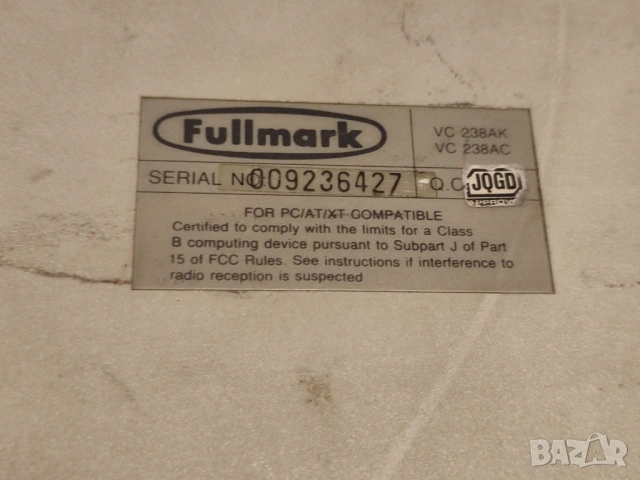 Fullmark
VC 238AK
VC 238AC
SERIAL NO. 009236427 Q.C. JQGD
FOR PC/AT/XT COMPATIBLE
Certified to comply with the limits for a Class
B computing device pursuant to Subpart J of Part
15 of FCC Rules. See instructions if interference to
radio reception is suspected
BAZAR